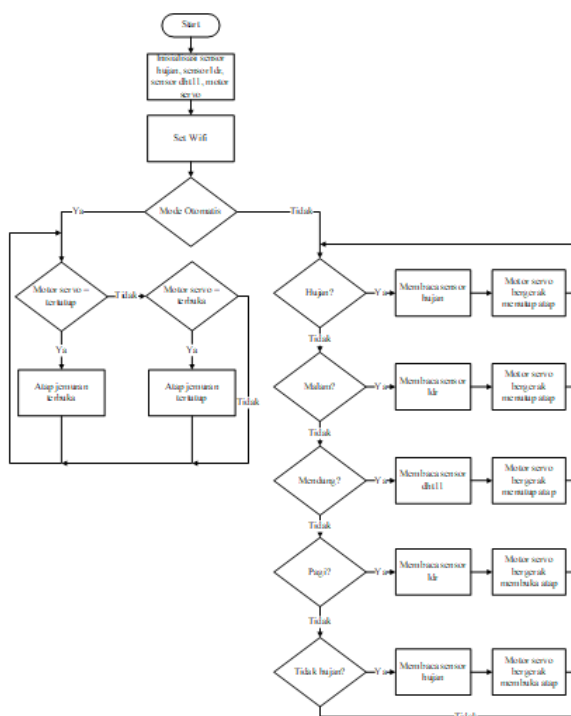 Start
Inisialisasi sensor
hujan, sensor ldr,
sensor dht11, motor
servo
Set Wifi
Mode Otomatis
Ya
Tidak
Motor servo =
tertutup
Tidak
Motor servo =
terbuka
Ya
Ya
Atap jemuran
terbuka
Atap jemuran
tertutup
Tidak
Hujan?
Ya
Membaca sensor
hujan
Motor servo
bergerak
menutup atap
Tidak
Malam?
Ya
Membaca sensor
ldr
Motor servo
bergerak
menutup atap
Tidak
Mendung?
Ya
Membaca sensor
dht11
Motor servo
bergerak
menutup atap
Tidak
Pagi?
Ya
Membaca sensor
ldr
Motor servo
bergerak
membuka atap
Tidak
Tidak hujan?
Ya
Membaca sensor
hujan
Motor servo
bergerak
membuka atap
Tidak